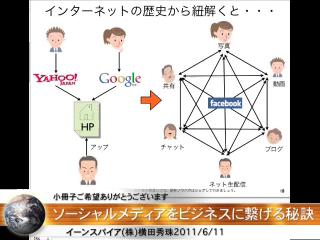 インターネットの歴史から紐解くと・・・
写真
YAHOO!
JAPAN
Google
共有
動画
facebook
HP
アップ
チャット
ブログ
ネット生配信
小冊子ご希望ありがとうございます
ソーシャルメディアをビジネスに繋げる秘訣
イーンスパイア(株)横田秀珠2011/6/11